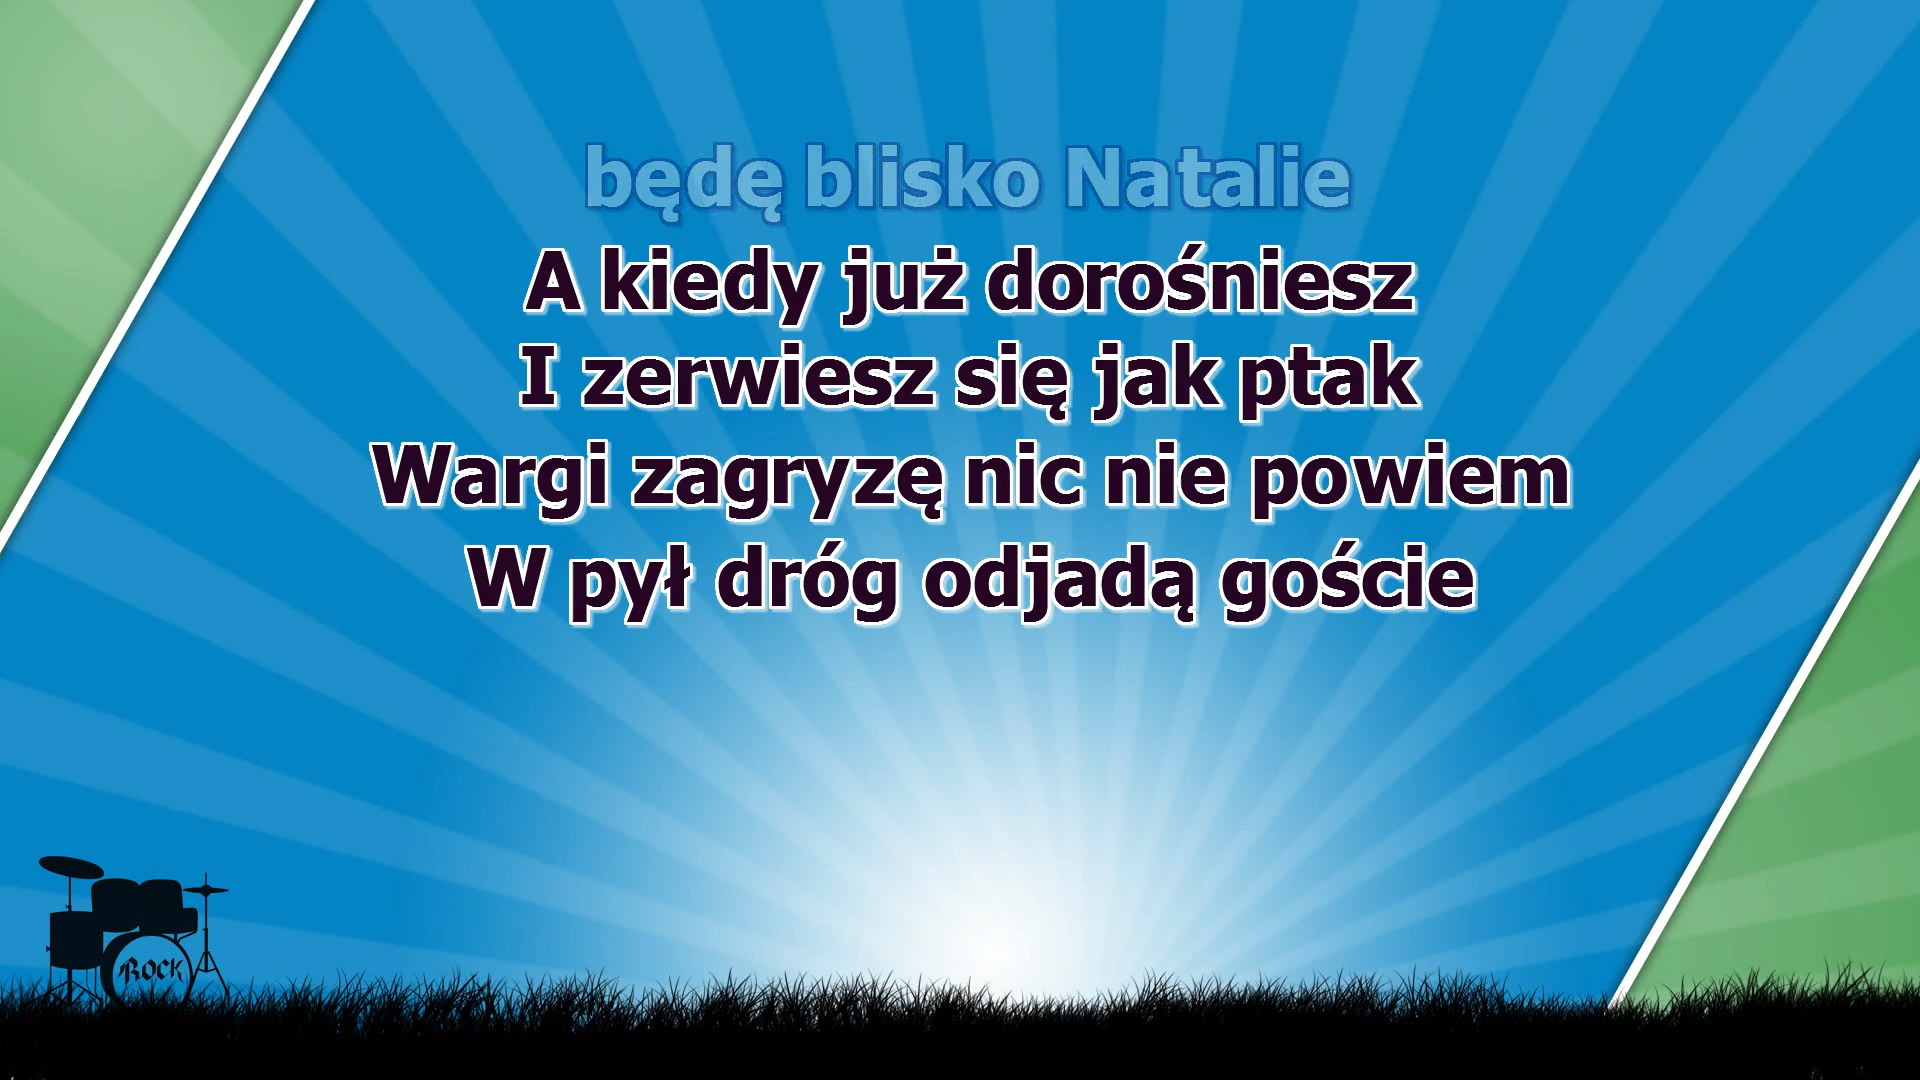 będę blisko Natalie
A kiedy już dorośniesz
I zerwiesz się jak ptak
Wargi zagryzę nic nie powiem
W pył dróg odjadą goście
ROCK